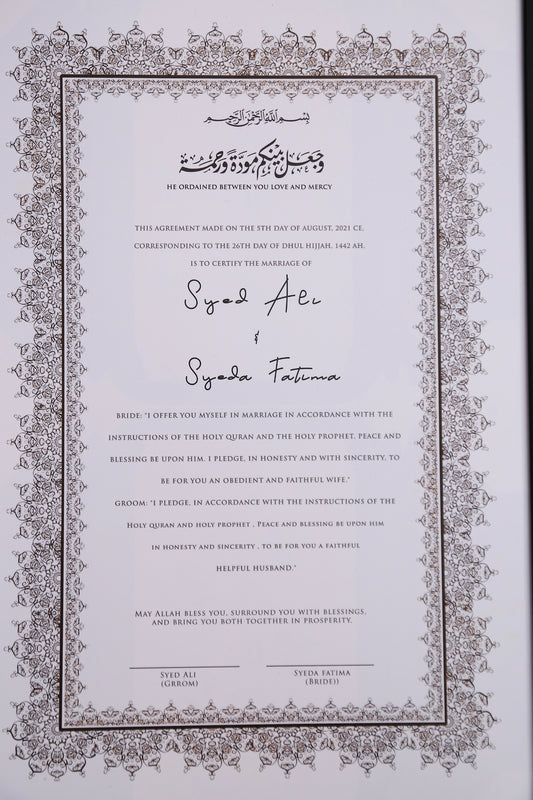 بسم الله الرحمن الرحيم
وجعل بينكم مودة ورحمة
HE ORDAINED BETWEEN YOU LOVE AND MERCY
THIS AGREEMENT MADE ON THE 5TH DAY OF AUGUST, 2021 CE,
CORRESPONDING TO THE 26TH DAY OF DHUL HIJJAH, 1442 AH,
IS TO CERTIFY THE MARRIAGE OF
Syed Ali
&
Syeda Fatima
BRIDE: "I OFFER YOU MYSELF IN MARRIAGE IN ACCORDANCE WITH THE
INSTRUCTIONS OF THE HOLY QURAN AND THE HOLY PROPHET, PEACE AND
BLESSING BE UPON HIM. I PLEDGE, IN HONESTY AND WITH SINCERITY, TO
BE FOR YOU AN OBEDIENT AND FAITHFUL WIFE."
GROOM: "I PLEDGE, IN ACCORDANCE WITH THE INSTRUCTIONS OF THE
HOLY QURAN AND HOLY PROPHET , PEACE AND BLESSING BE UPON HIM
IN HONESTY AND SINCERITY , TO BE FOR YOU A FAITHFUL
HELPFUL HUSBAND."
MAY ALLAH BLESS YOU, SURROUND YOU WITH BLESSINGS,
AND BRING YOU BOTH TOGETHER IN PROSPERITY.
SYED ALI
(GRROM)
SYEDA FATIMA
(BRIDE))